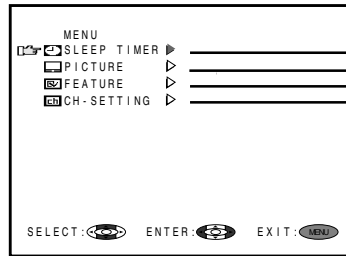 MENU
SLEEP TIMER
PICTURE
FEATURE
ch CH-SETTING
SELECT: ENTER: EXIT: MENU